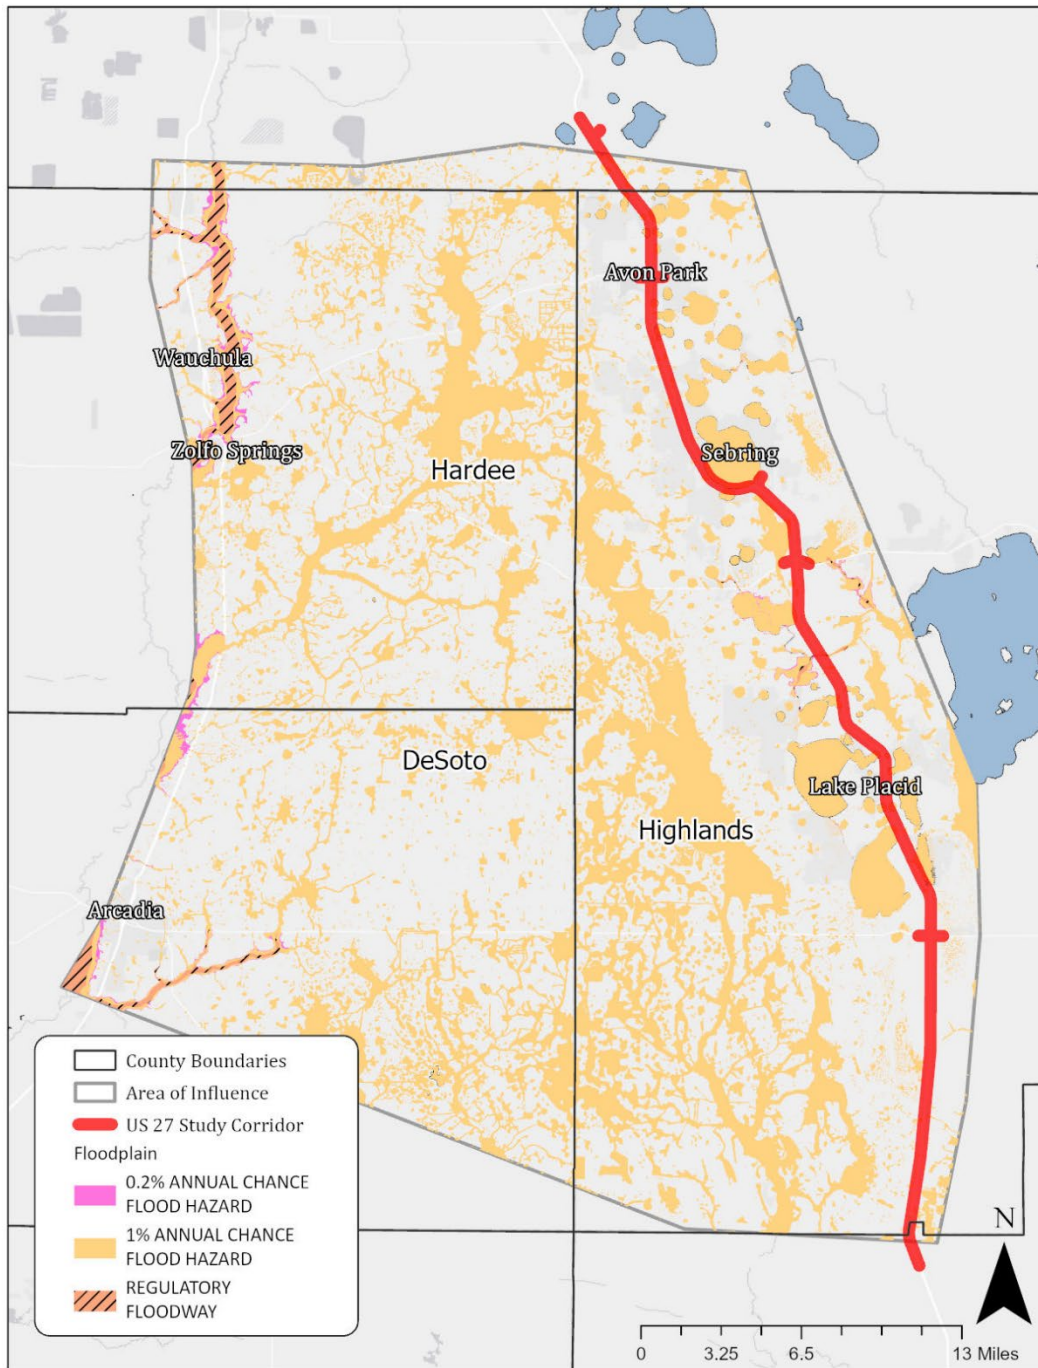 Avon Park
Wauchula
Sebring
Zolfo Springs
Hardee
DeSoto
Lake Placid
Highlands
Arcadia
County Boundaries
Area of Influence
US 27 Study Corridor
Floodplain
0.2% ANNUAL CHANCE
FLOOD HAZARD
1% ANNUAL CHANCE
FLOOD HAZARD
REGULATORY
FLOODWAY
N
0 3.25 6.5 13 Miles